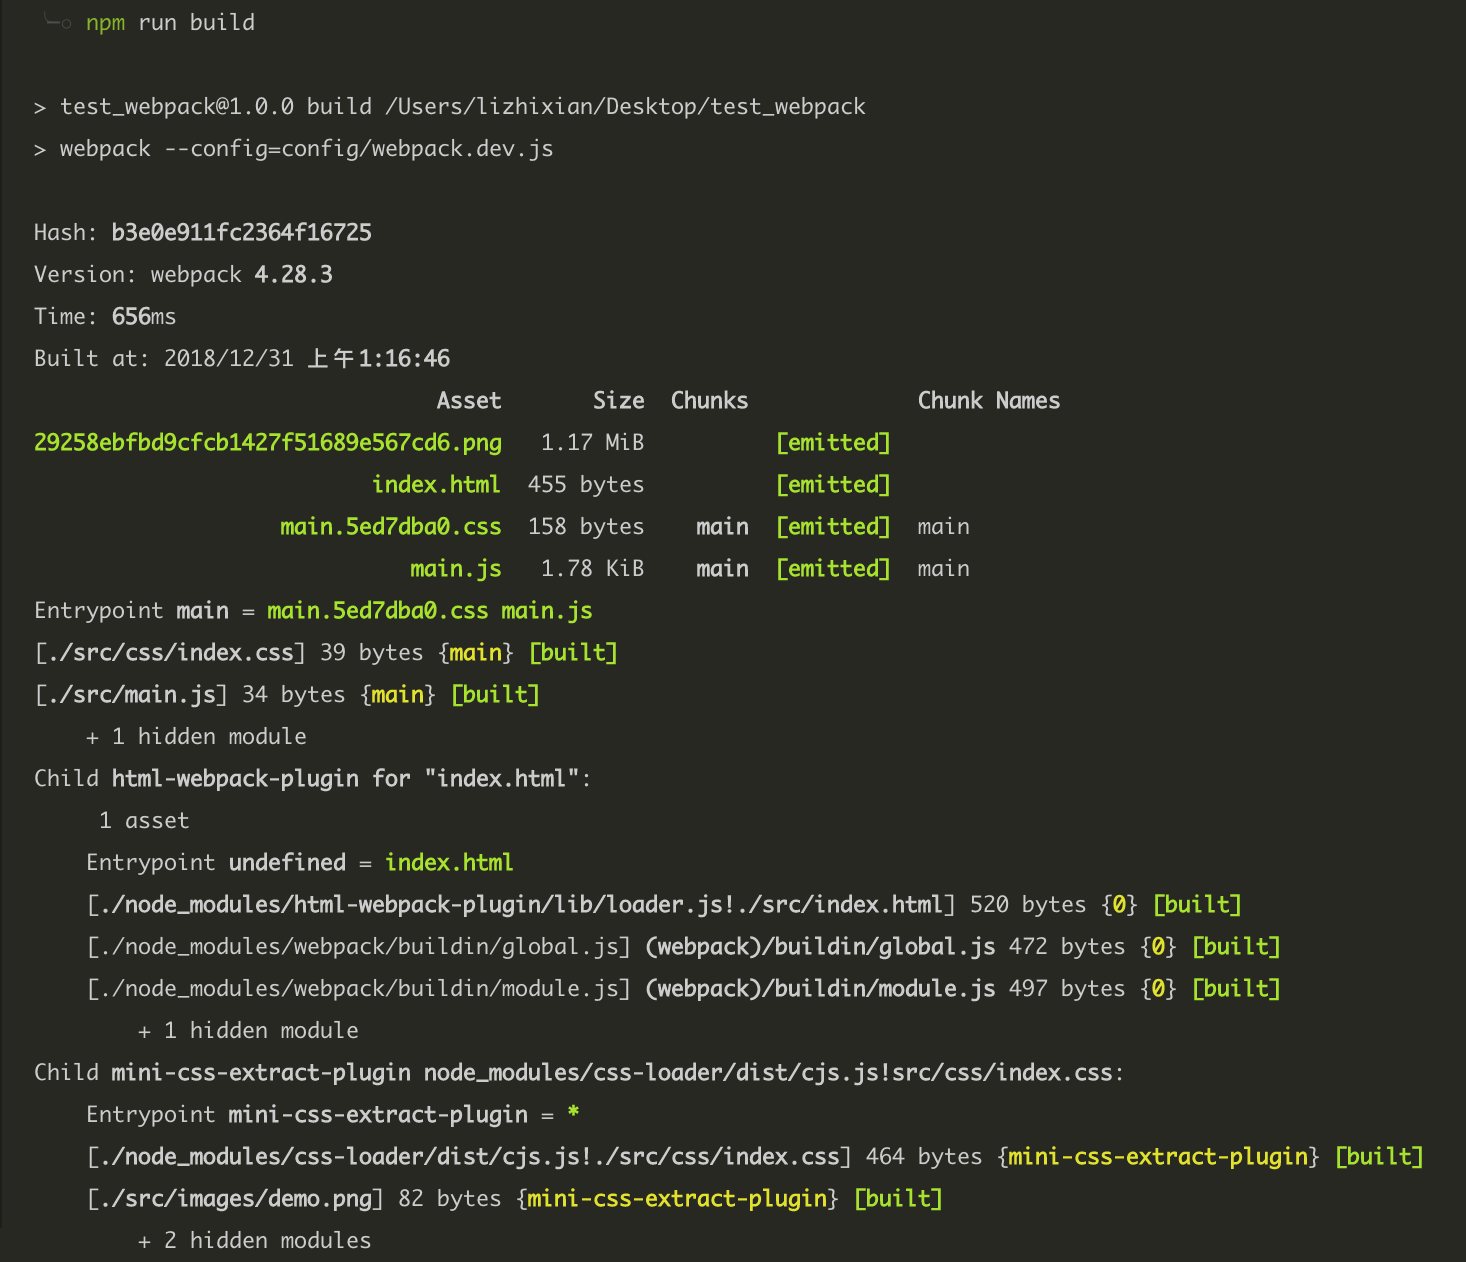 npm run build
> test_webpack@1.0.0 build /Users/lizhixian/Desktop/test_webpack
> webpack --config=config/webpack.dev.js
Hash: b3e0e911fc2364f16725
Version: webpack 4.28.3
Time: 656ms
Built at: 2018/12/31 上午1:16:46
Asset Size Chunks Chunk Names
29258ebfbd9cfcb1427f51689e567cd6.png 1.17 MiB [emitted]
index.html 455 bytes [emitted]
main.5ed7dba0.css 158 bytes main [emitted] main
main.js 1.78 KiB main [emitted] main
Entrypoint main = main.5ed7dba0.css main.js
[./src/css/index.css] 39 bytes {main} [built]
[./src/main.js] 34 bytes {main} [built]
+ 1 hidden module
Child html-webpack-plugin for "index.html":
1 asset
Entrypoint undefined = index.html
[./node_modules/html-webpack-plugin/lib/loader.js!./src/index.html] 520 bytes {0} [built]
[./node_modules/webpack/buildin/global.js] (webpack)/buildin/global.js 472 bytes {0} [built]
[./node_modules/webpack/buildin/module.js] (webpack)/buildin/module.js 497 bytes {0} [built]
+ 1 hidden module
Child mini-css-extract-plugin node_modules/css-loader/dist/cjs.js!src/css/index.css:
Entrypoint mini-css-extract-plugin = *
[./node_modules/css-loader/dist/cjs.js!./src/css/index.css] 464 bytes {mini-css-extract-plugin} [built]
[./src/images/demo.png] 82 bytes {mini-css-extract-plugin} [built]
+ 2 hidden modules